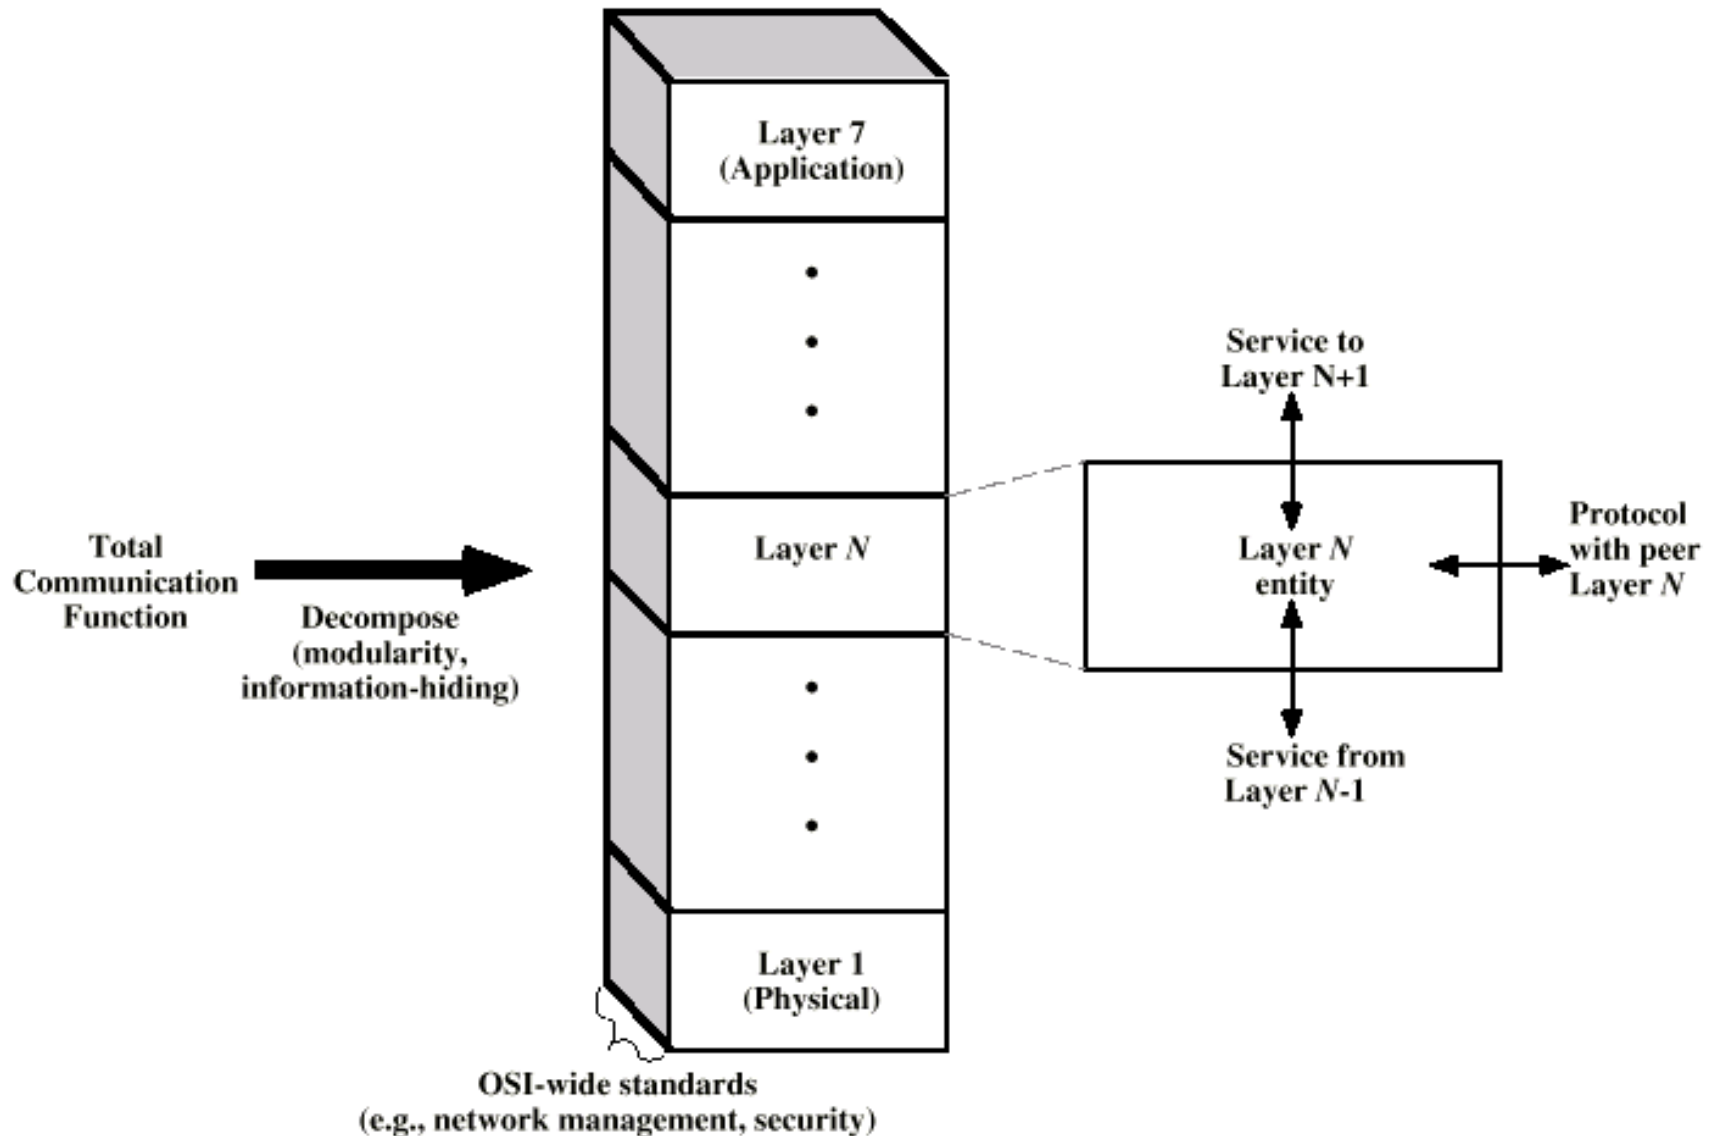 Layer 7
(Application)
Service to
Layer N+1
Total
Communication
Function
Decompose
(modularity,
information-hiding)
Layer N
Layer N
entity
Protocol
with peer
Layer N
Service from
Layer N-1
Layer 1
(Physical)
OSI-wide standards
(e.g., network management, security)